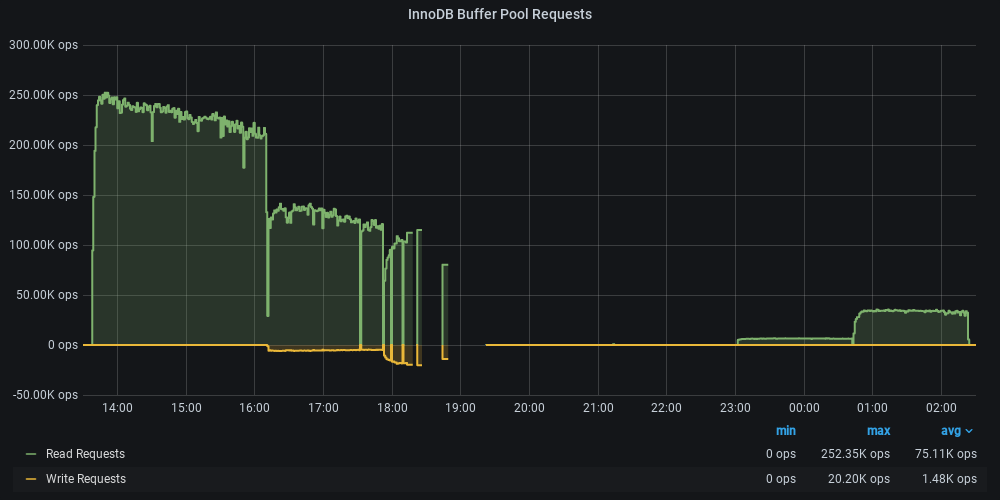 InnoDB Buffer Pool Requests
300.00K ops
250.00K ops
200.00K ops
150.00K ops
100.00K ops
50.00K ops
0 ops
-50.00K ops
14:00 15:00 16:00 17:00 18:00 19:00 20:00 21:00 22:00 23:00 00:00 01:00 02:00
min max avg
Read Requests 0 ops 252.35K ops 75.11K ops
Write Requests 0 ops 20.20K ops 1.48K ops